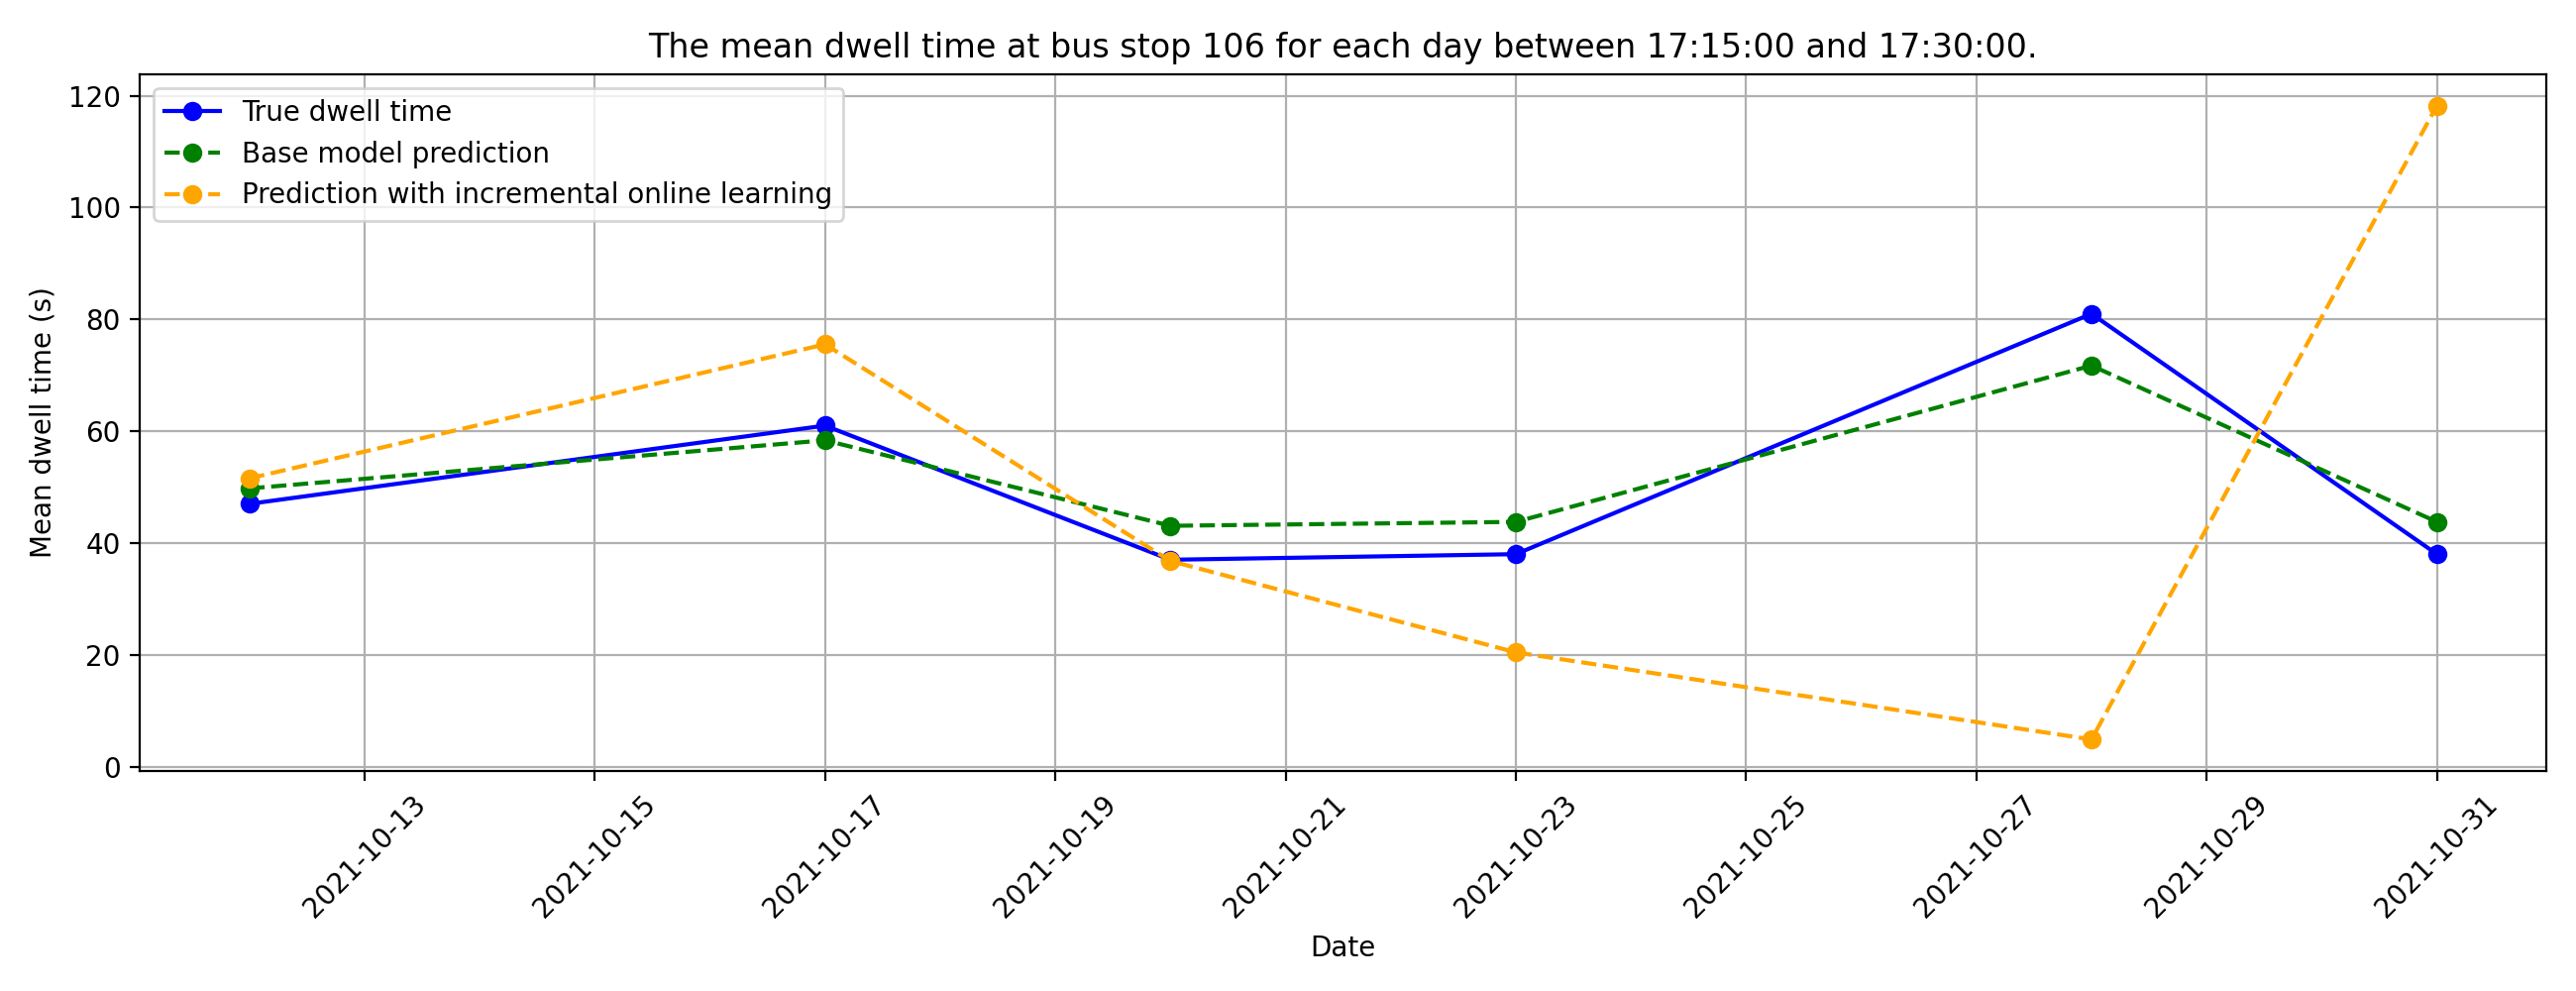 The mean dwell time at bus stop 106 for each day between 17:15:00 and 17:30:00.
True dwell time
Base model prediction
Prediction with incremental online learning
Mean dwell time (s)
120
100
80
60
40
20
0
2021-10-13
2021-10-15
2021-10-17
2021-10-19
2021-10-21
2021-10-23
2021-10-25
2021-10-27
2021-10-29
2021-10-31
Date